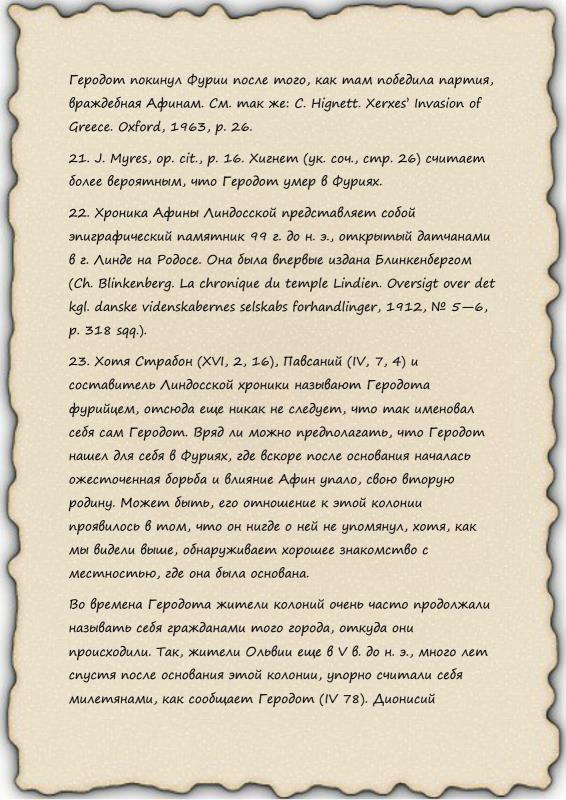 Геродот покинул Фурии после того, как там победила партия,
враждебная Афинам. См. так же: C. Hignett. Xerxes' Invasion of
Greece. Oxford, 1963, p. 26.
21. J. Myres, op. cit., p. 16. Хигнет (ук. соч., стр. 26) считает
более вероятным, что Геродот умер в Фуриях.
22. Хроника Афины Линдосской представляет собой
эпиграфический памятник 99 г. до н. э., открытый датчанами
в г. Линде на Родосе. Она была впервые издана Блинкенбергом
(Ch. Blinkenberg. La chronique du temple Lindien. Oversigt over det
kgl. danske videnskabernes selskabs forhandlinger, 1912, № 5—6,
p. 318 sqq.).
23. Хотя Страбон (XVI, 2, 16), Павсаний (IV, 7, 4) и
составитель Линдосской хроники называют Геродота
фурийцем, отсюда еще никак не следует, что так именовал
себя сам Геродот. Вряд ли можно предполагать, что Геродот
нашел для себя в Фуриях, где вскоре после основания началась
ожесточенная борьба и влияние Афин упало, свою вторую
родину. Может быть, его отношение к этой колонии
проявилось в том, что он нигде о ней не упомянул, хотя, как
мы видели выше, обнаруживает хорошее знакомство с
местностью, где она была основана.
Во времена Геродота жители колоний очень часто продолжали
называть себя гражданами того города, откуда они
происходили. Так, жители Ольвии еще в V в. до н. э., много лет
спустя после основания этой колонии, упорно считали себя
милетянами, как сообщает Геродот (IV 78). Дионисий